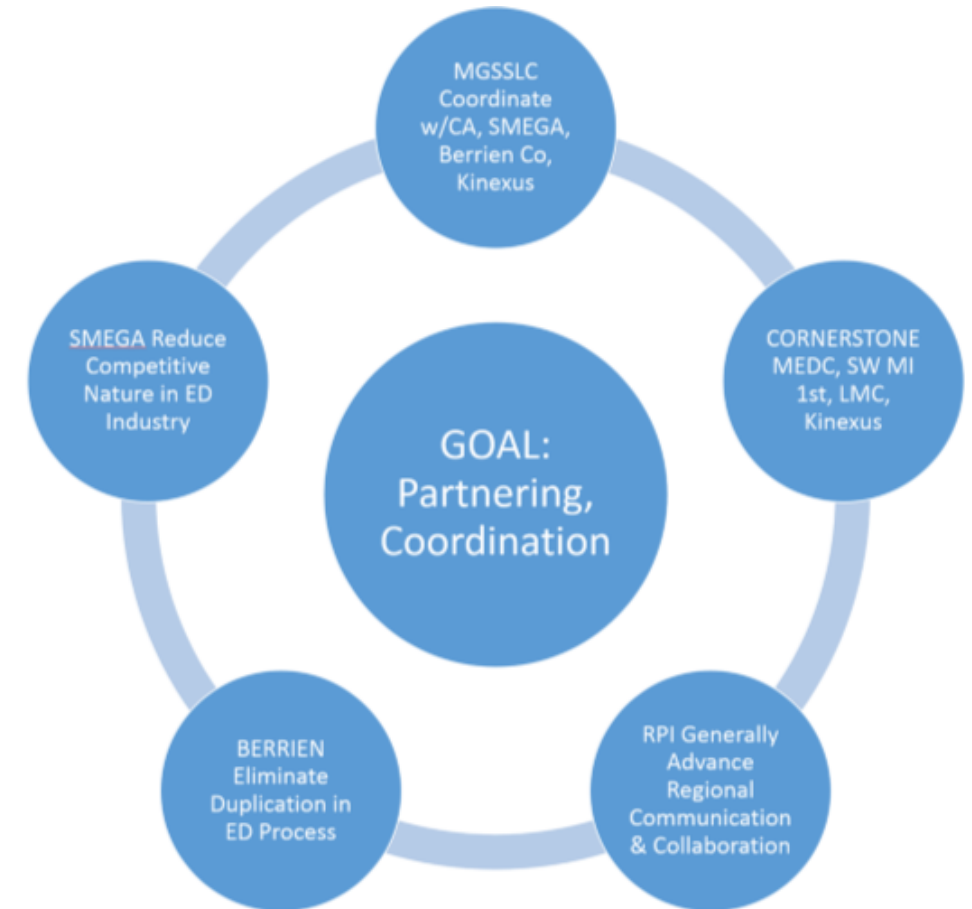 MGSSLC
Coordinate
w/CA, SMEGA,
Berrien Co,
Kinexus
CORNERSTONE
MEDC, SW MI
1st, LMC,
Kinexus
RPI Generally
Advance
Regional
Communication
& Collaboration
BERRIEN
Eliminate
Duplication in
ED Process
SMEGA Reduce
Competitive
Nature in ED
Industry
GOAL:
Partnering,
Coordination